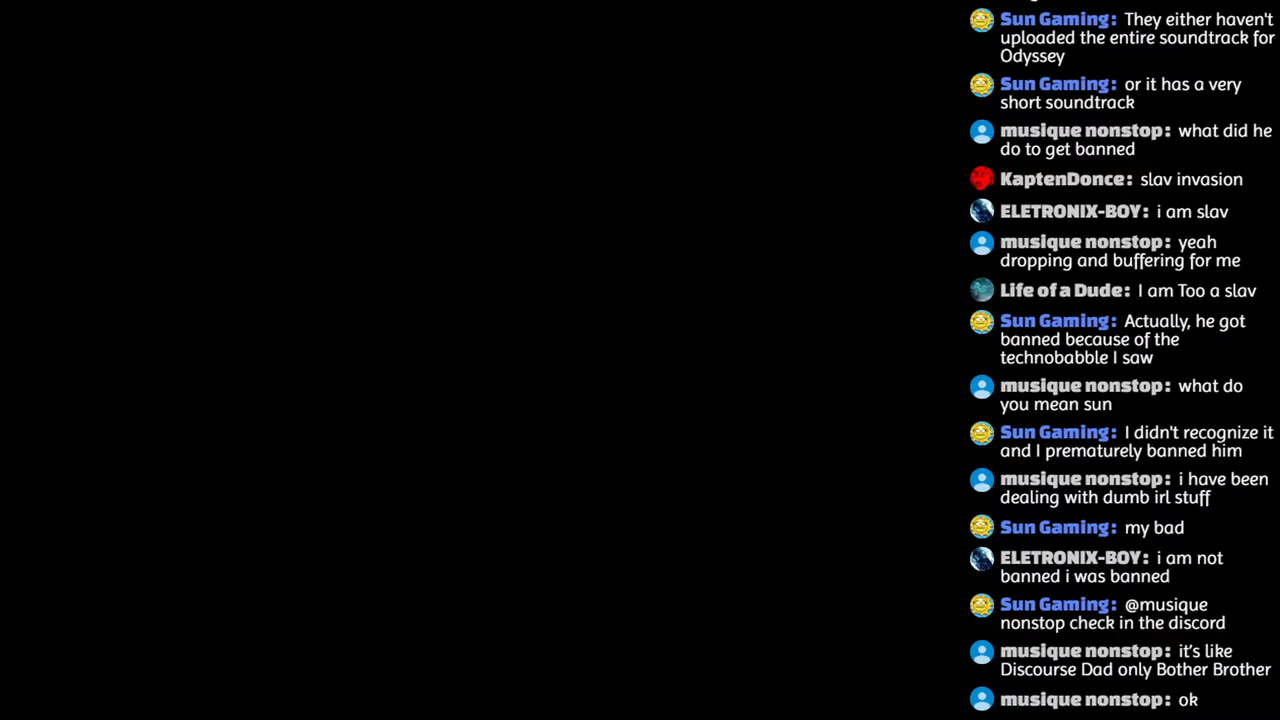 Sun Gaming: They either haven't
uploaded the entire soundtrack for
Odyssey
Sun Gaming: or it has a very
short soundtrack
musique nonstop: what did he
do to get banned
KaptenDonce: slav invasion
ELETRONIX-BOY: i am slav
musique nonstop: yeah
dropping and buffering for me
Life of a Dude: I am Too a slav
Sun Gaming: Actually, he got
banned because of the
technobabble I saw
musique nonstop: what do
you mean sun
Sun Gaming: I didn't recognize it
and I prematurely banned him
musique nonstop: i have been
dealing with dumb irl stuff
Sun Gaming: my bad
ELETRONIX-BOY: i am not
banned i was banned
Sun Gaming: @musique
nonstop check in the discord
musique nonstop: it's like
Discourse Dad only Bother Brother
musique nonstop: ok